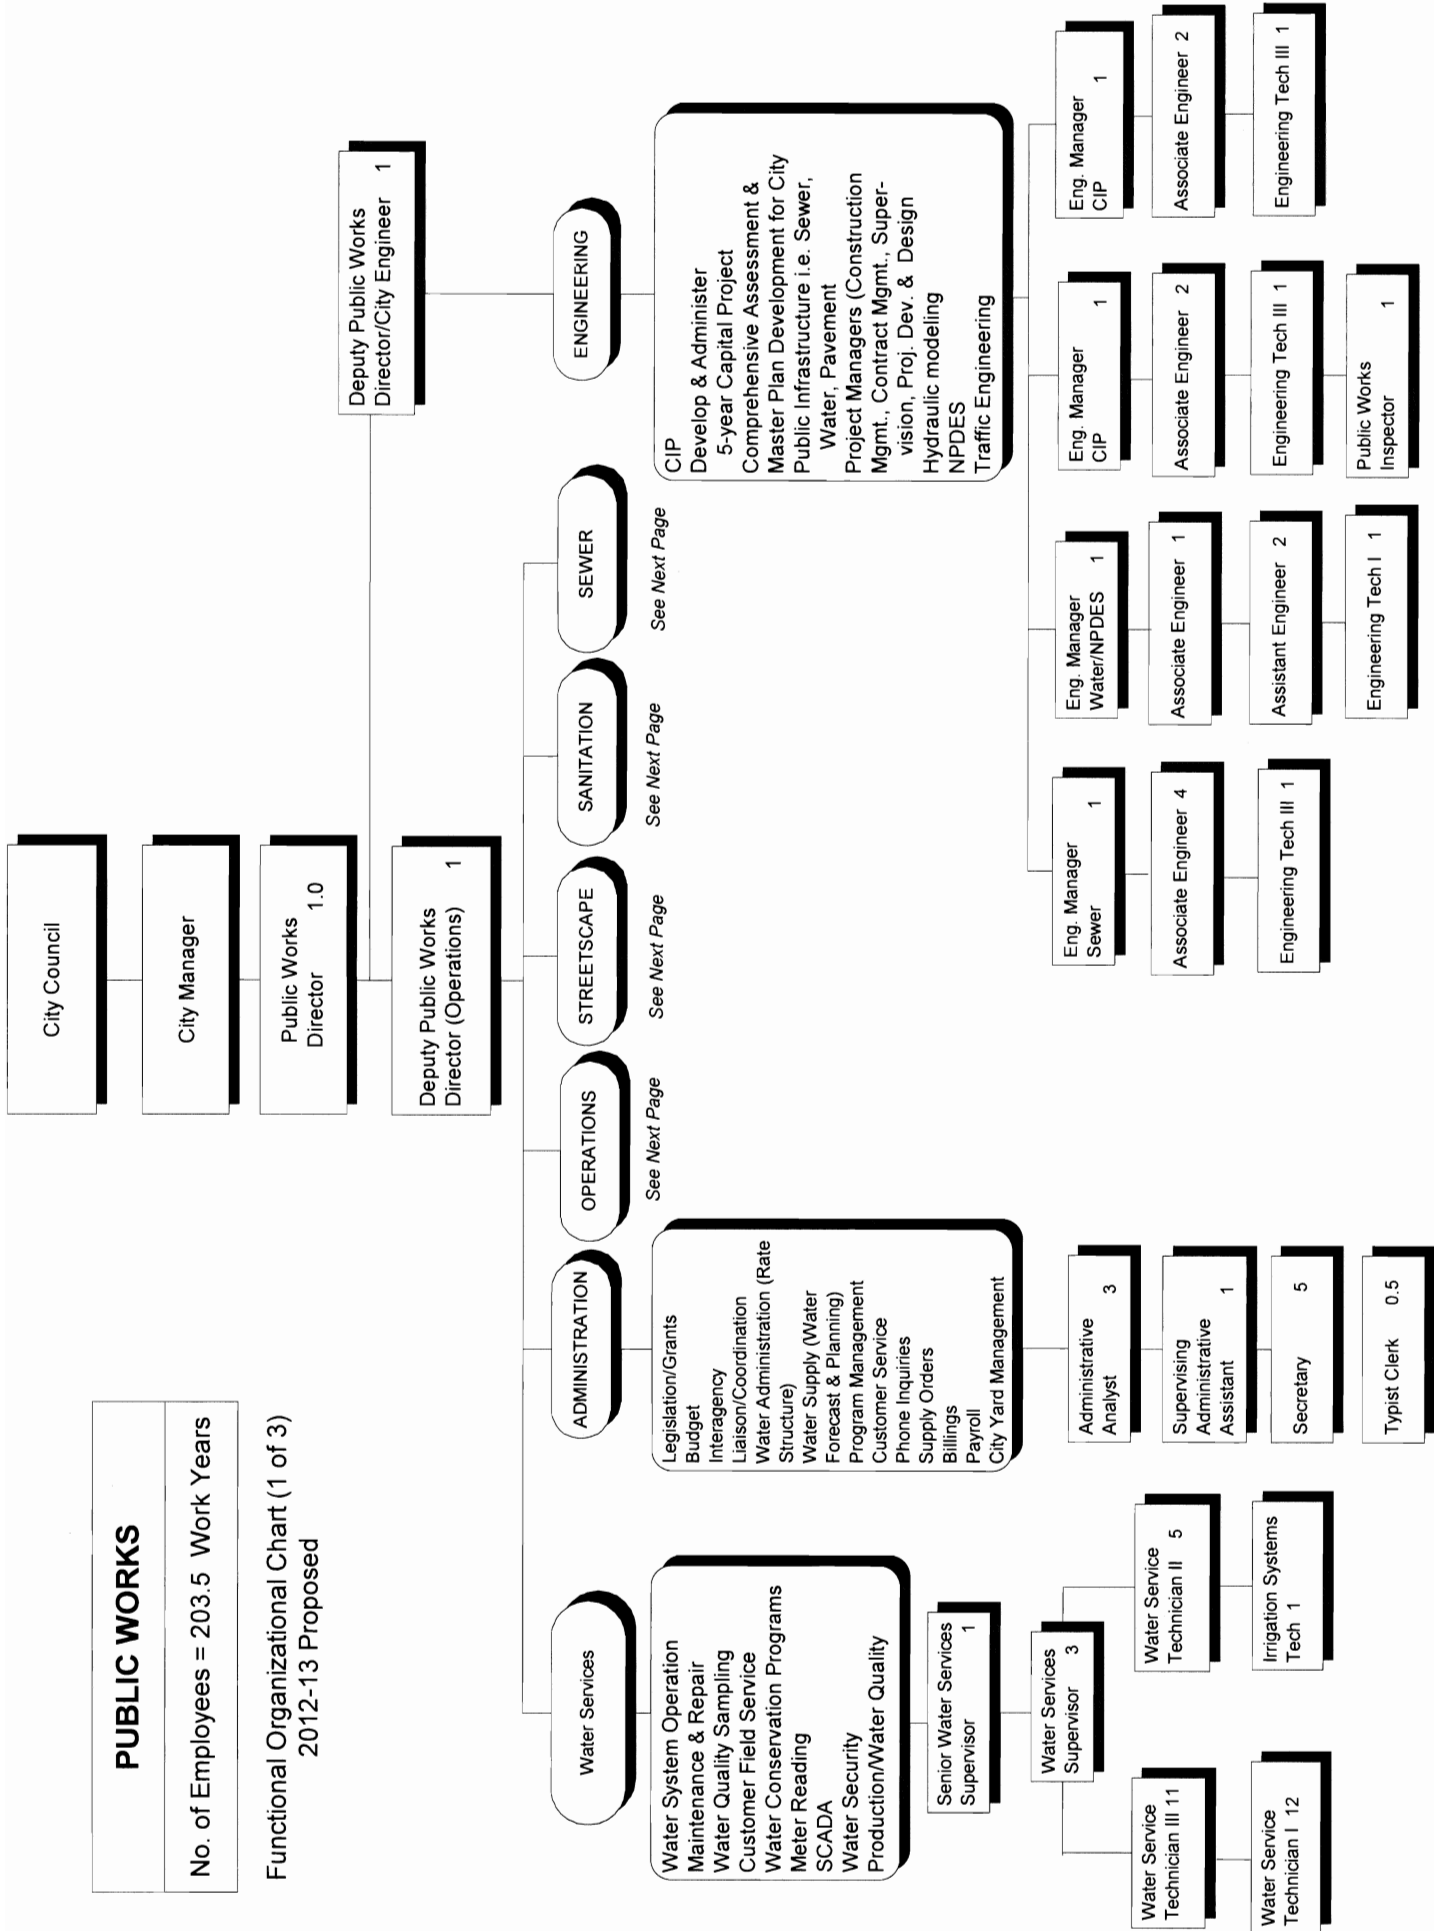 PUBLIC WORKS
No. of Employees = 203.5 Work Years
Functional Organizational Chart (1 of 3)
2012-13 Proposed
City Council
City Manager
Public Works
Director 1.0
Deputy Public Works
Director (Operations) 1
Deputy Public Works
Director/City Engineer 1
Water Services
ADMINISTRATION
OPERATIONS
See Next Page
STREETSCAPE
See Next Page
SANITATION
See Next Page
SEWER
See Next Page
ENGINEERING
Water System Operation
Maintenance & Repair
Water Quality Sampling
Customer Field Service
Water Conservation Programs
Meter Reading
SCADA
Water Security
Production/Water Quality
Senior Water Services
Supervisor 1
Water Services
Supervisor 3
Water Service
Technician III 11
Water Service
Technician I 12
Water Service
Technician II 5
Irrigation Systems
Tech 1
Legislation/Grants
Budget
Interagency
Liaison/Coordination
Water Administration (Rate
Structure)
Water Supply (Water
Forecast & Planning)
Program Management
Customer Service
Phone Inquiries
Supply Orders
Billings
Payroll
City Yard Management
Administrative
Analyst 3
Supervising
Administrative
Assistant 1
Secretary 5
Typist Clerk 0.5
CIP
Develop & Administer
5-year Capital Project
Comprehensive Assessment &
Master Plan Development for City
Public Infrastructure i.e. Sewer,
Water, Pavement
Project Managers (Construction
Mgmt., Contract Mgmt., Super-
vision, Proj. Dev. & Design
Hydraulic modeling
NPDES
Traffic Engineering
Eng. Manager
Sewer 1
Associate Engineer 4
Engineering Tech III 1
Eng. Manager
Water/NPDES 1
Associate Engineer 1
Assistant Engineer 2
Engineering Tech I 1
Eng. Manager
CIP 1
Associate Engineer 2
Engineering Tech III 1
Public Works
Inspector 1
Eng. Manager
CIP 1
Associate Engineer 2
Engineering Tech III 1